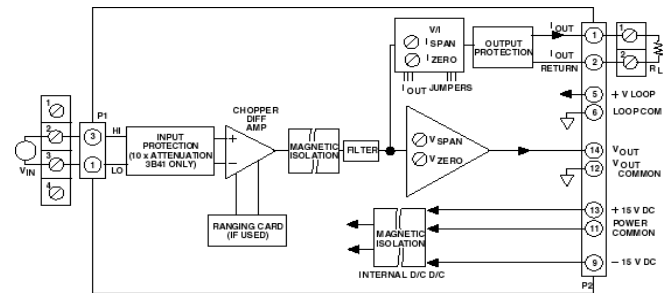 V/I
I SPAN
I ZERO
I OUT JUMPERS
OUTPUT
PROTECTION
I OUT
I OUT
RETURN
1
2
1
2
R L
5
+ V LOOP
6
LOOP COM
P1
1
2
3
4
V IN
3
1
HI
LO
INPUT
PROTECTION
(10 x ATTENUATION
3B41 ONLY)
CHOPPER
DIFF
AMP
+
–
MAGNETIC
ISOLATION
FILTER
V SPAN
V ZERO
14
V OUT
12
V OUT
COMMON
RANGING CARD
(IF USED)
MAGNETIC
ISOLATION
INTERNAL D/C D/C
13
+ 15 V DC
11
POWER
COMMON
9
– 15 V DC
P2